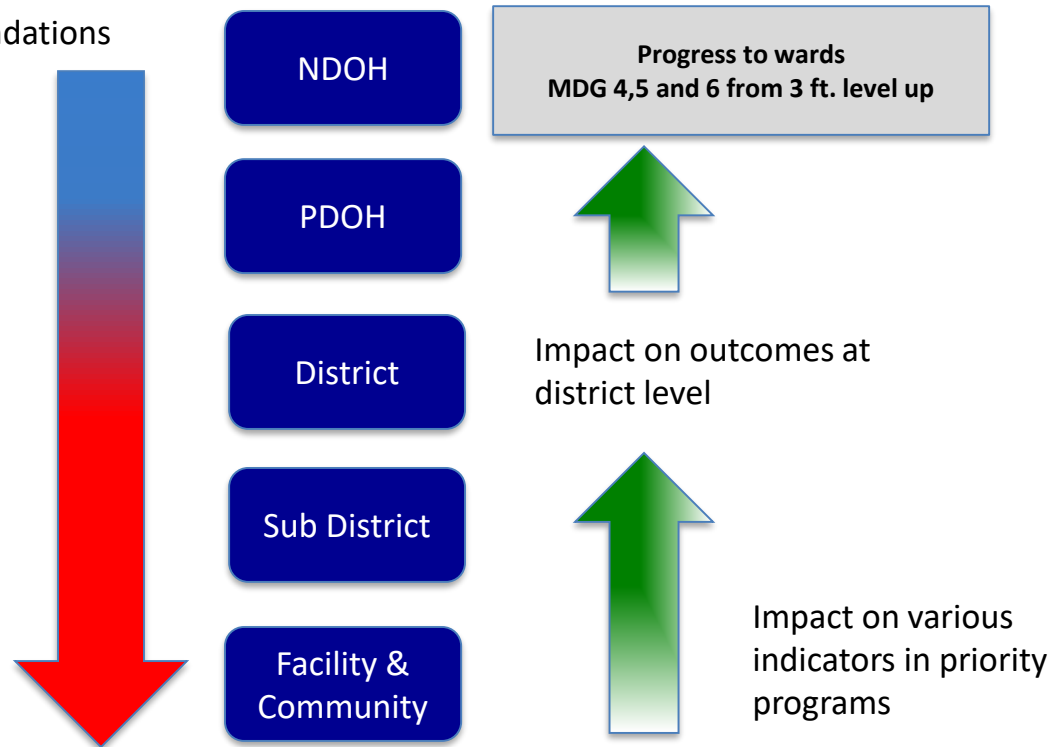 NDOH
Progress to wards
MDG 4,5 and 6 from 3 ft. level up
PDOH
District
Impact on outcomes at
district level
Sub District
Facility &
Community
Impact on various
indicators in priority
programs